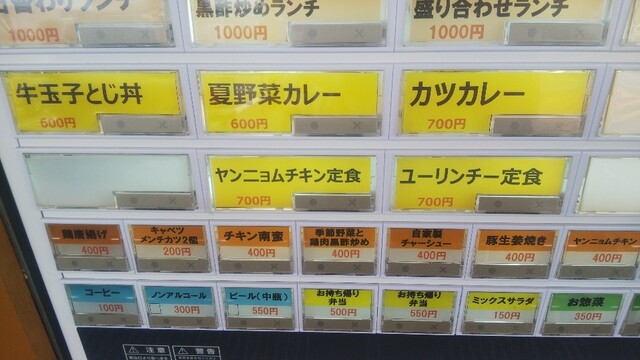 黒酢炒めランチ
盛り合わせランチ
1000円
1000円
1000円
牛玉子とじ丼
夏野菜カレー
カツカレー
600円
600円
700円
ヤンニョムチキン定食
ユーリンチー定食
700円
700円
鶏唐揚げ
キャベツ
メンチカツ2個
チキン南蛮
季節野菜と
鶏肉黒酢炒め
自家製
チャーシュー
豚生姜焼き
ヤンニョムチキン
400円
200円
400円
400円
400円
400円
400円
コーヒー
ノンアルコール
ビール(中瓶)
お持ち帰り
弁当
お持ち帰り
弁当
ミックスサラダ
お惣菜
100円
300円
550円
500円
550円
150円
350円
注意
警告